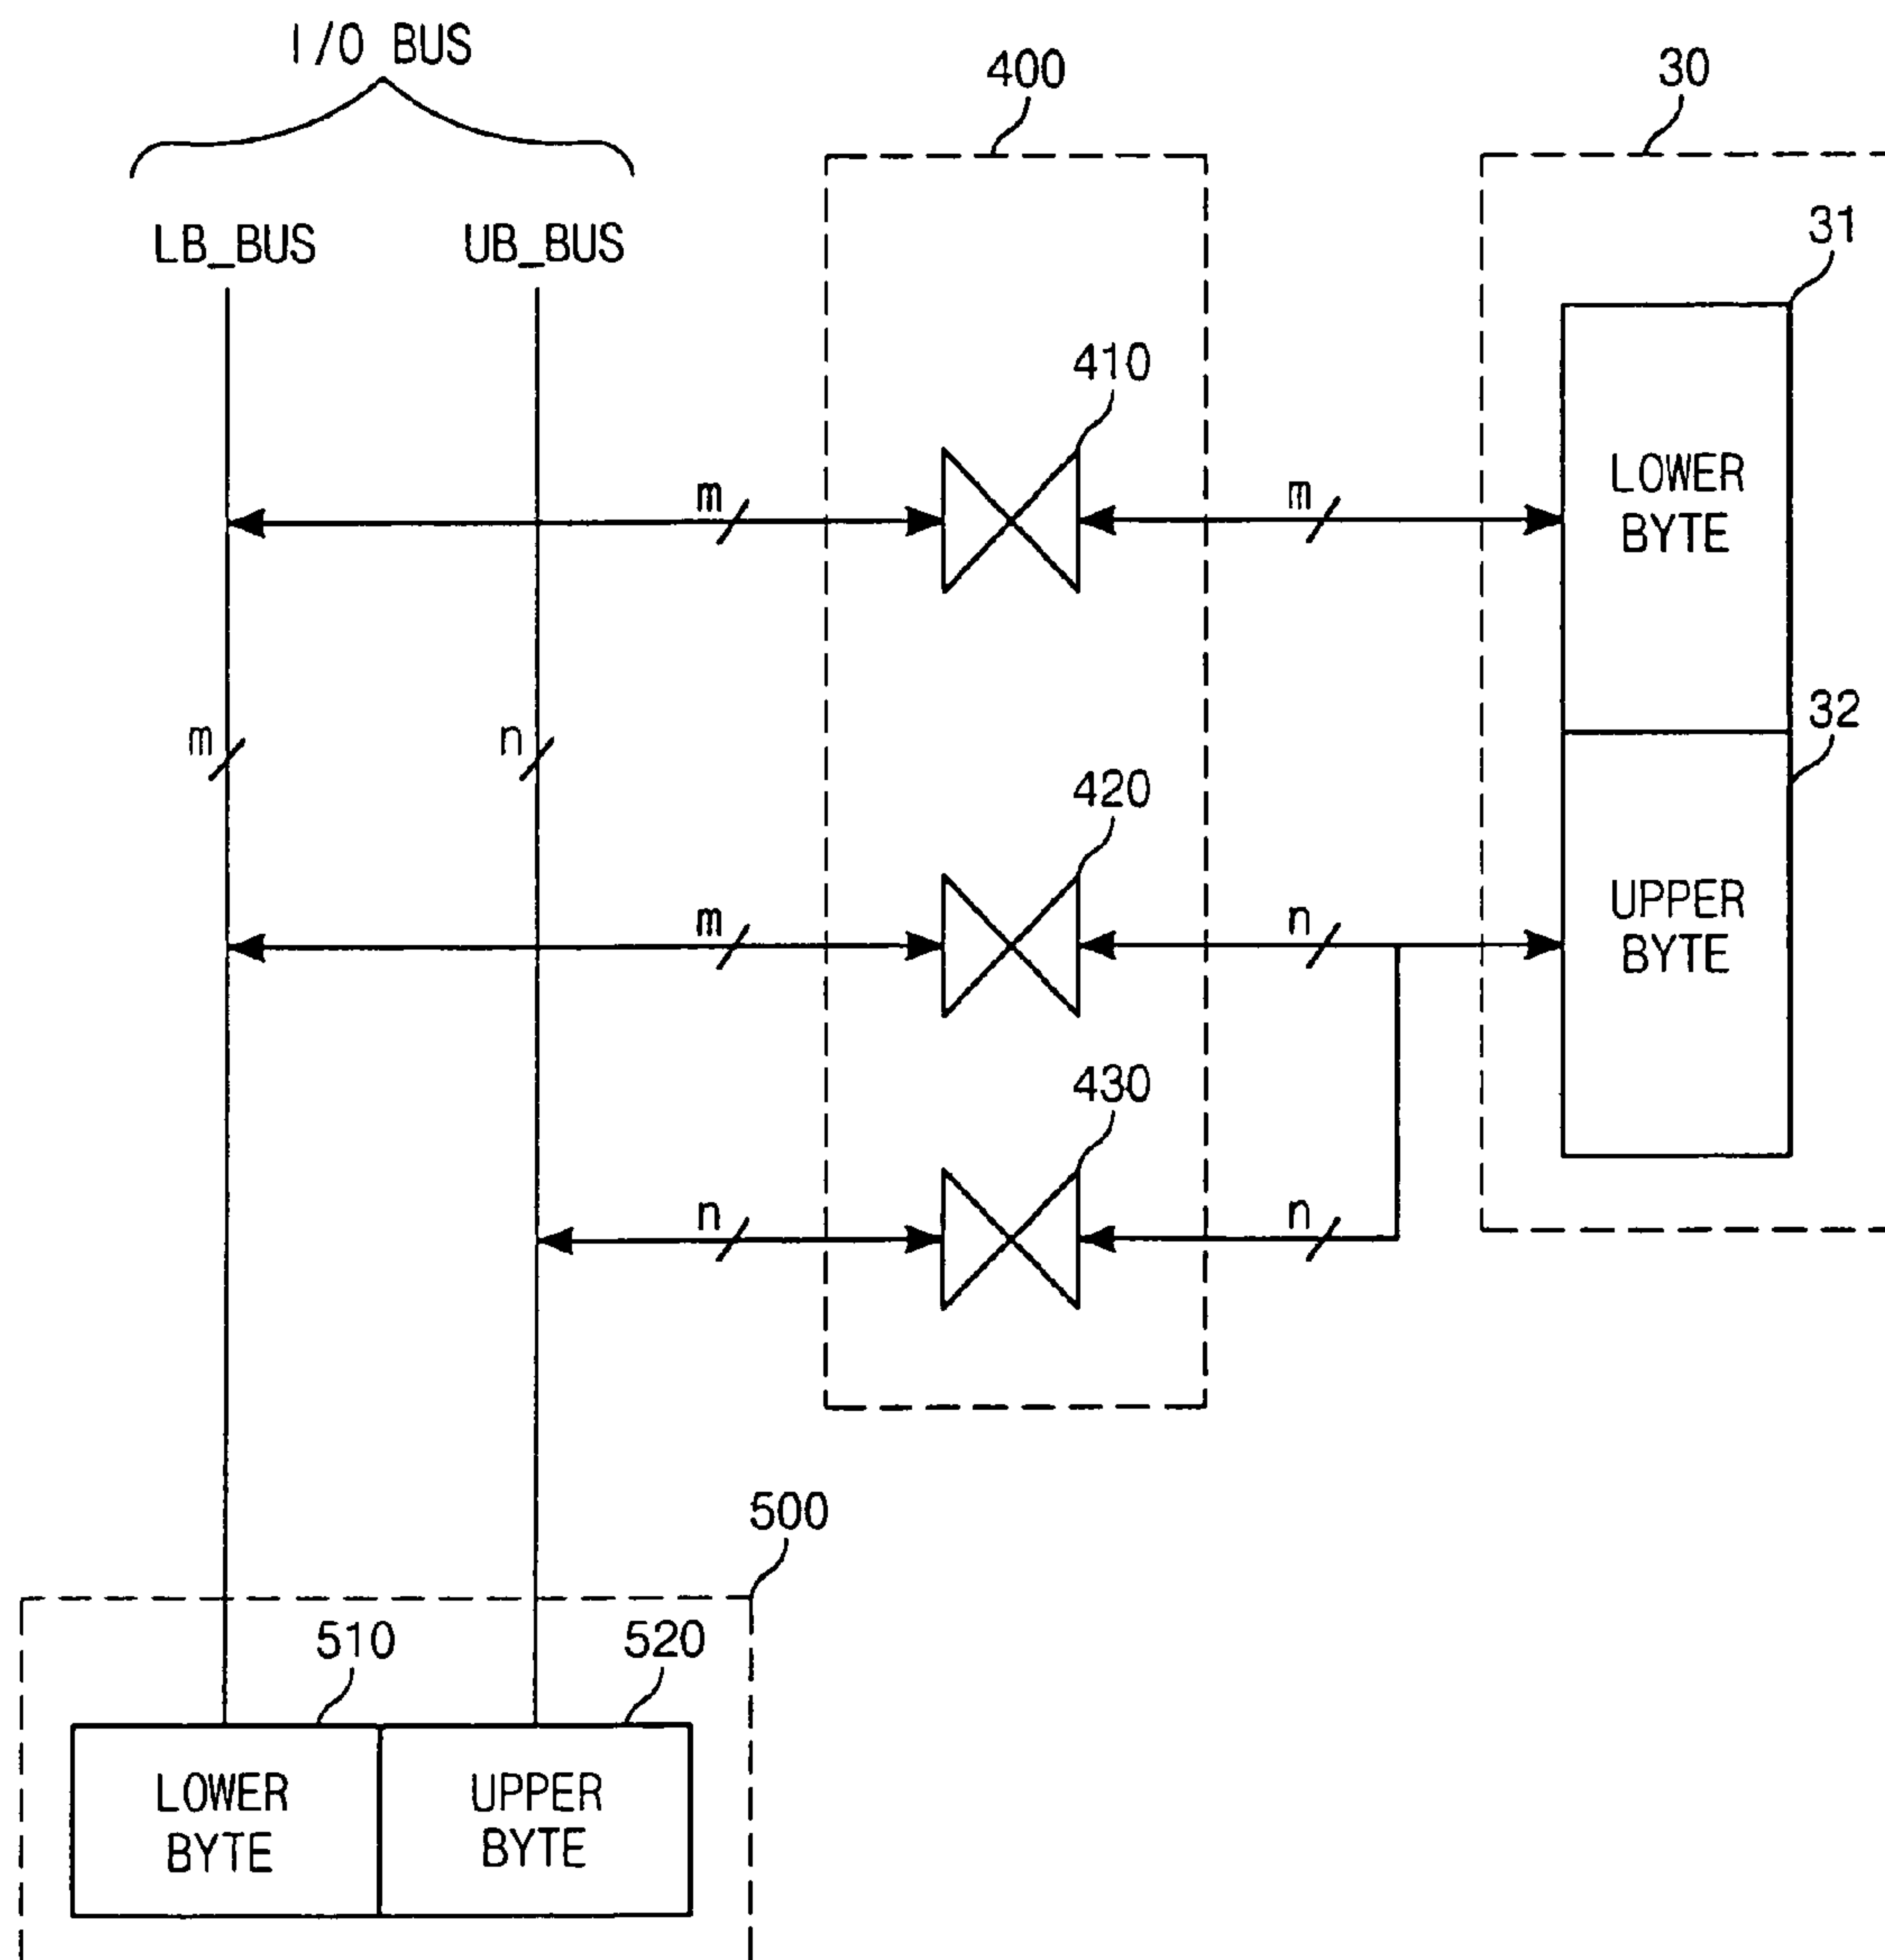 I/O BUS
400
30
LB_BUS
UB_BUS
31
410
LOWER
BYTE
m
m
32
m
n
420
UPPER
BYTE
m
n
430
n
n
500
510
520
LOWER
BYTE
UPPER
BYTE